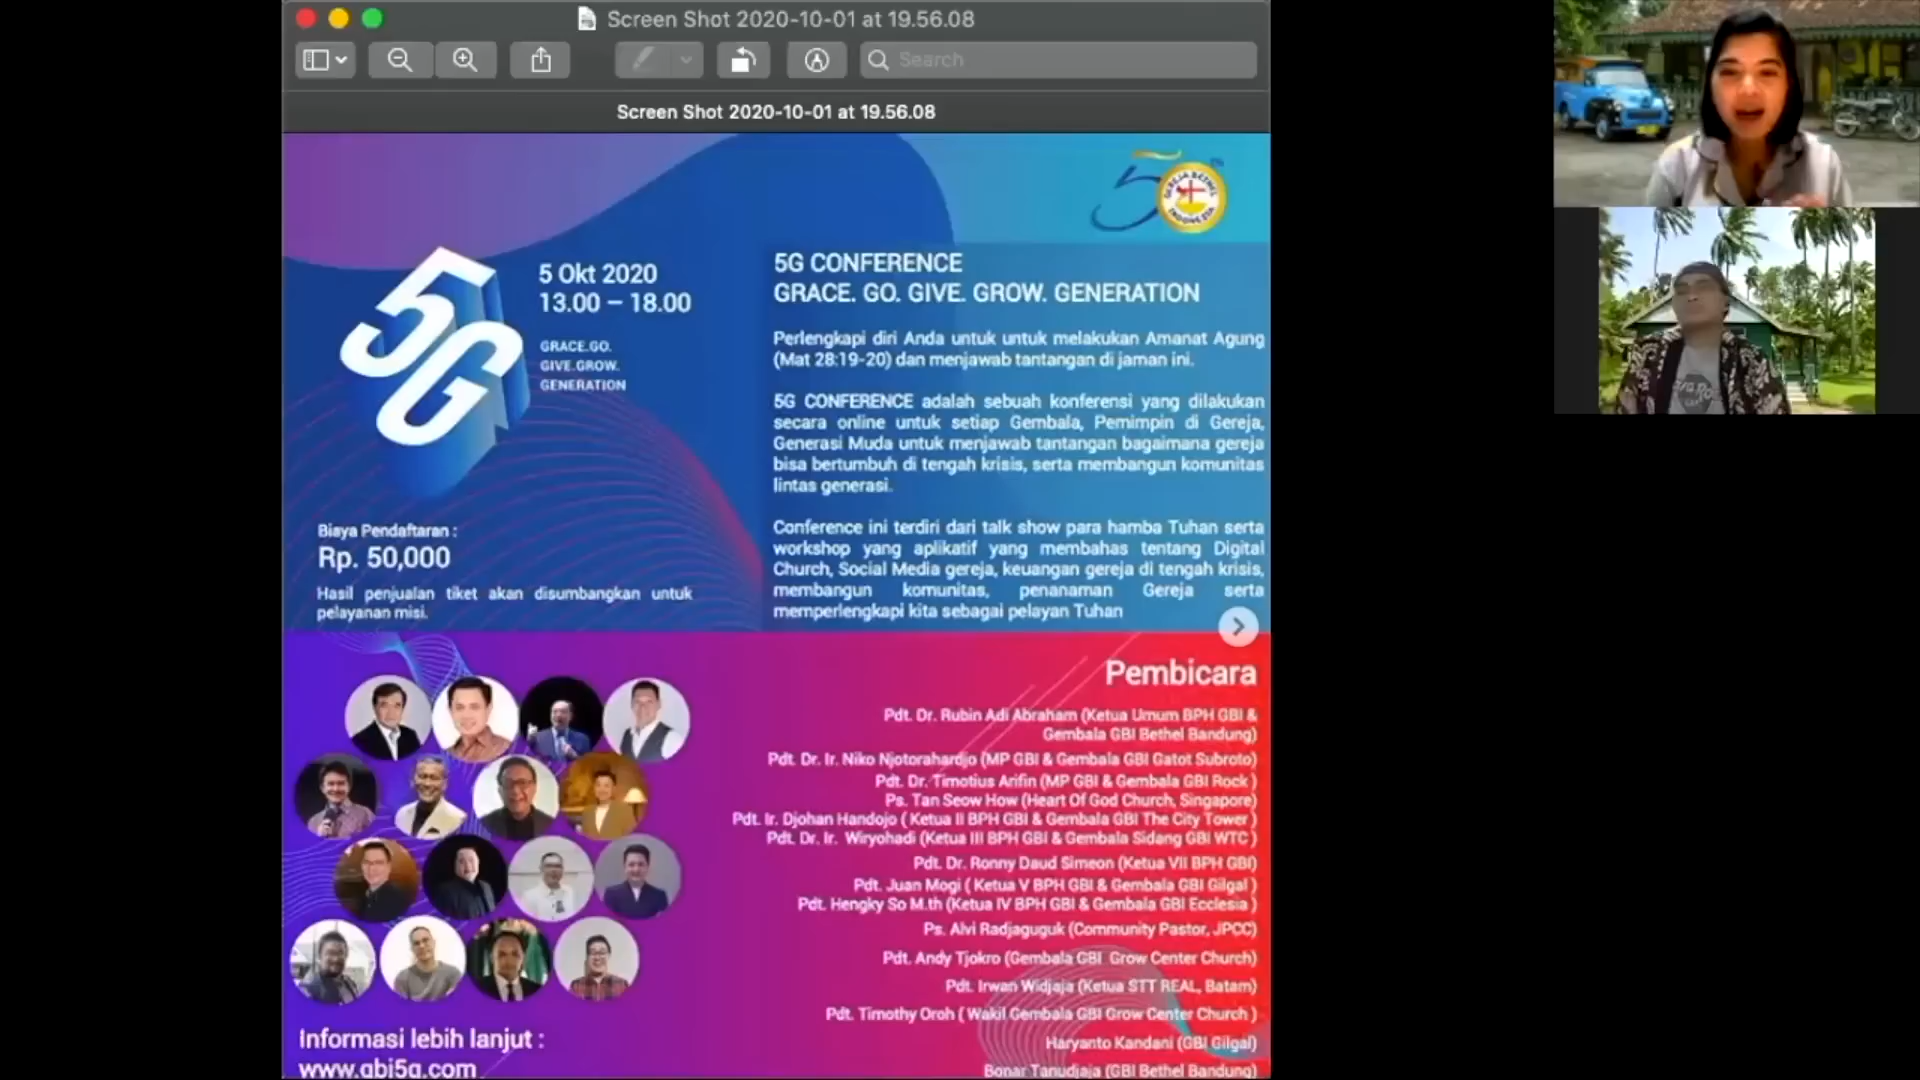 Screen Shot 2020-10-01 at 19.56.08
Search
Screen Shot 2020-10-01 at 19.56.08
GEREJA BETHEL
INDONESIA
5G
5 Okt 2020
13.00 – 18.00
GRACE.GO.
GIVE.GROW.
GENERATION
Biaya Pendaftaran :
Rp. 50,000
Hasil penjualan tiket akan disumbangkan untuk
pelayanan misi.
5G CONFERENCE
GRACE. GO. GIVE. GROW. GENERATION
Perlengkapi diri Anda untuk untuk melakukan Amanat Agung
(Mat 28:19-20) dan menjawab tantangan di jaman ini.
5G CONFERENCE adalah sebuah konferensi yang dilakukan
secara online untuk setiap Gembala, Pemimpin di Gereja,
Generasi Muda untuk menjawab tantangan bagaimana gereja
bisa bertumbuh di tengah krisis, serta membangun komunitas
lintas generasi.
Conference ini terdiri dari talk show para hamba Tuhan serta
workshop yang aplikatif yang membahas tentang Digital
Church, Social Media gereja, keuangan gereja di tengah krisis,
membangun komunitas, penanaman Gereja serta
memperlengkapi kita sebagai pelayan Tuhan
Pembicara
Pdt. Dr. Rubin Adi Abraham (Ketua Umum BPH GBI &
Gembala GBI Bethel Bandung)
Pdt. Dr. Ir. Niko Njotorahardjo (MP GBI & Gembala GBI Gatot Subroto)
Pdt. Dr. Timotius Arifin (MP GBI & Gembala GBI Rock )
Ps. Tan Seow How (Heart Of God Church, Singapore)
Pdt. Ir. Djohan Handojo ( Ketua II BPH GBI & Gembala GBI The City Tower )
Pdt. Dr. Ir. Wiryohadi (Ketua III BPH GBI & Gembala Sidang GBI WTC )
Pdt. Dr. Ronny Daud Simeon (Ketua VII BPH GBI)
Pdt. Juan Mogi ( Ketua V BPH GBI & Gembala GBI Gilgal )
Pdt. Hengky So M.th (Ketua IV BPH GBI & Gembala GBI Ecclesia )
Ps. Alvi Radjaguguk (Community Pastor, JPCC)
Pdt. Andy Tjokro (Gembala GBI Grow Center Church)
Pdt. Irwan Widjaja (Ketua STT REAL, Batam)
Pdt. Timothy Oroh ( Wakil Gembala GBI Grow Center Church )
Haryanto Kandani (GBI Gilgal)
Bonar Tanudjaja (GBI Bethel Bandung)
Informasi lebih lanjut :
www.gbi5g.com